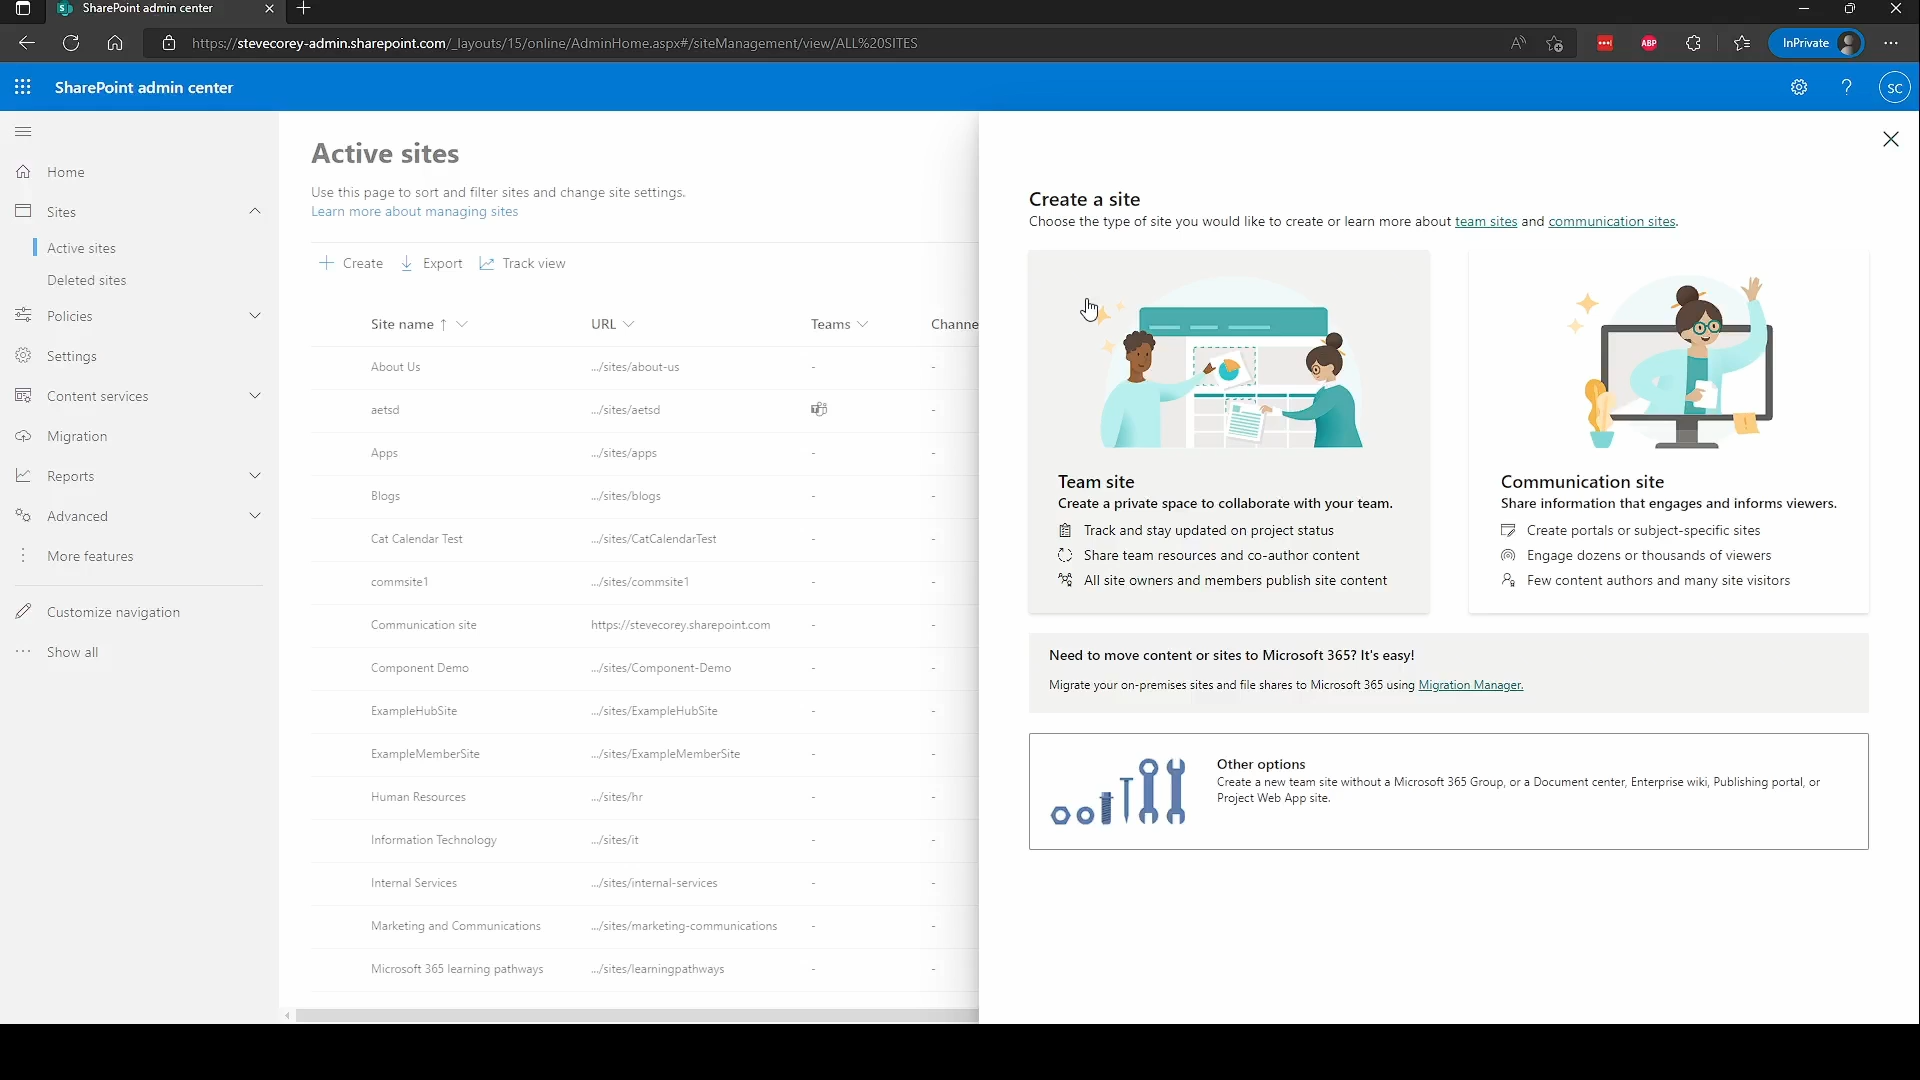 SharePoint admin center
https://stevecorey-admin.sharepoint.com/_layouts/15/online/AdminHome.aspx#/siteManagement/view/ALL%20SITES
ABP
InPrivate
SharePoint admin center
SC
Home
Sites
Active sites
Deleted sites
Policies
Settings
Content services
Migration
Reports
Advanced
More features
Customize navigation
Show all
Active sites
Use this page to sort and filter sites and change site settings.
Learn more about managing sites
Create Export Track view
Site name ↑ URL Teams Channe
About Us .../sites/about-us - -
aetsd .../sites/aetsd -
Apps .../sites/apps - -
Blogs .../sites/blogs - -
Cat Calendar Test .../sites/CatCalendarTest - -
commsite1 .../sites/commsite1 - -
Communication site https://stevecorey.sharepoint.com - -
Component Demo .../sites/Component-Demo - -
ExampleHubSite .../sites/ExampleHubSite - -
ExampleMemberSite .../sites/ExampleMemberSite - -
Human Resources .../sites/hr - -
Information Technology .../sites/it - -
Internal Services .../sites/internal-services - -
Marketing and Communications .../sites/marketing-communications - -
Microsoft 365 learning pathways .../sites/learningpathways - -
Create a site
Choose the type of site you would like to create or learn more about team sites and communication sites.
Team site
Create a private space to collaborate with your team.
Track and stay updated on project status
Share team resources and co-author content
All site owners and members publish site content
Communication site
Share information that engages and informs viewers.
Create portals or subject-specific sites
Engage dozens or thousands of viewers
Few content authors and many site visitors
Need to move content or sites to Microsoft 365? It's easy!
Migrate your on-premises sites and file shares to Microsoft 365 using Migration Manager.
Other options
Create a new team site without a Microsoft 365 Group, or a Document center, Enterprise wiki, Publishing portal, or
Project Web App site.